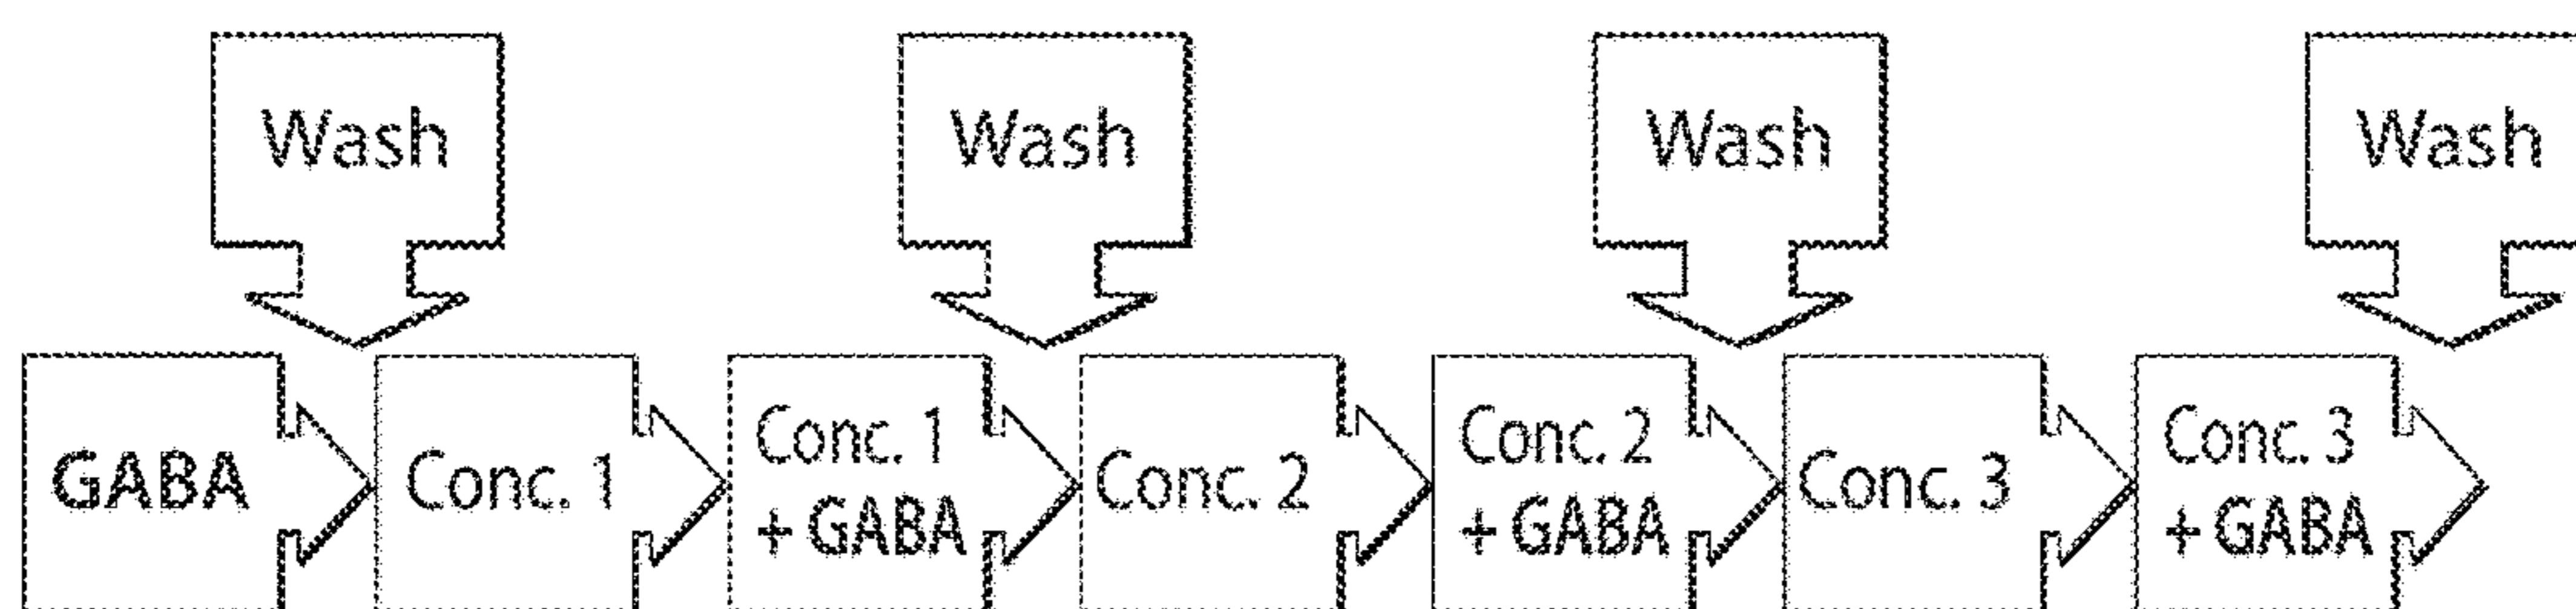 Wash
Wash
Wash
Wash
GABA
Conc. 1
Conc. 1
+ GABA
Conc. 2
Conc. 2
+ GABA
Conc. 3
Conc. 3
+ GABA